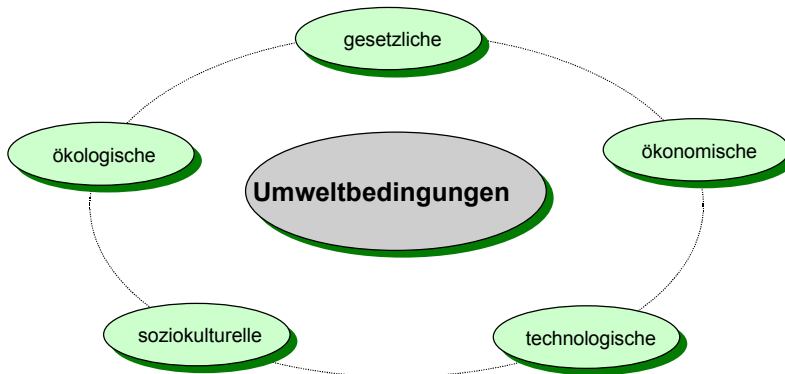 gesetzliche
ökologische
ökonomische
Umweltbedingungen
soziokulturelle
technologische